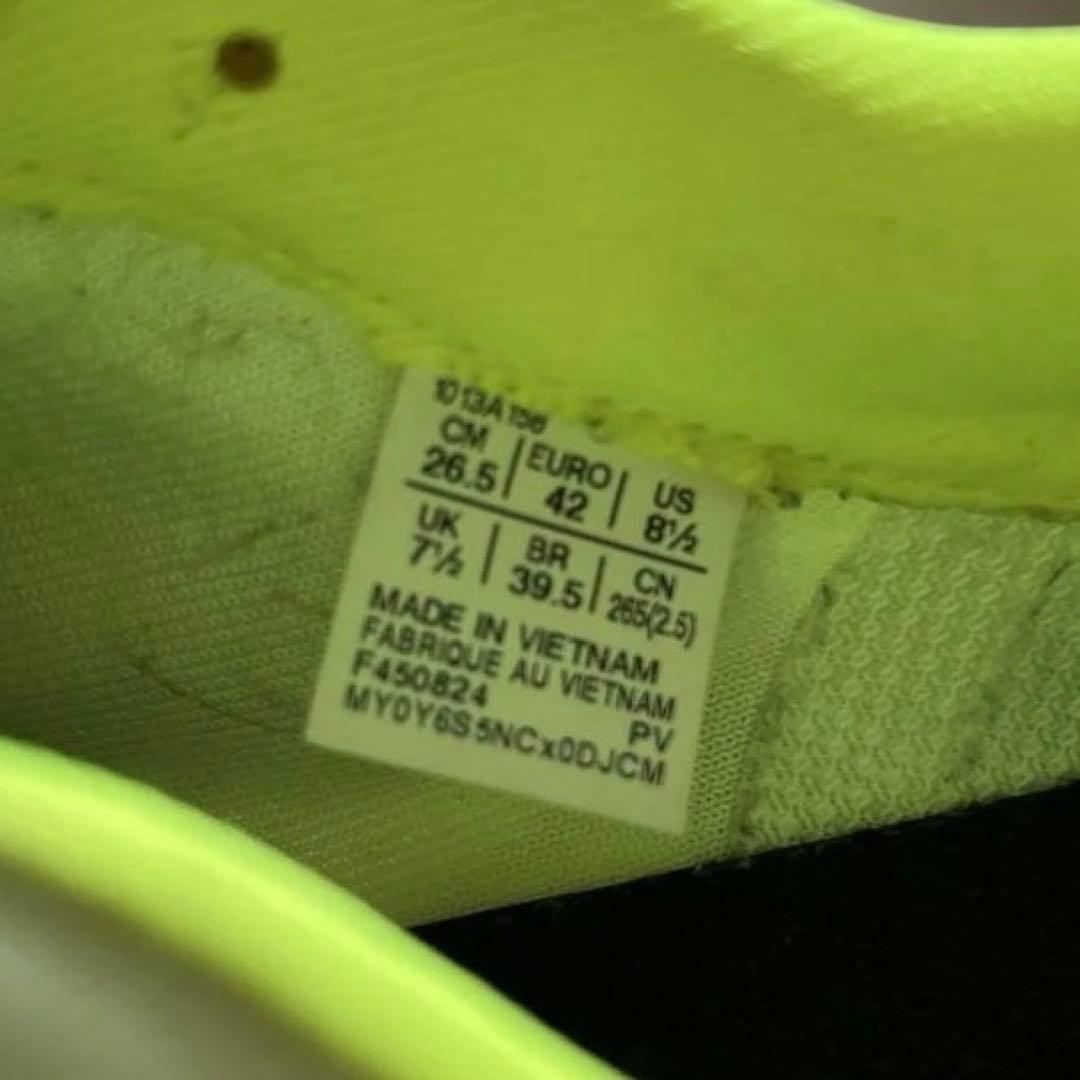 CM | EURO | US
26.5 | 42 | 8½
UK | BR | CN
7½ | 39.5 | 265(2.5)
MADE IN VIETNAM
FABRIQUE AU VIETNAM
F450824 PV
MY0Y6S5NCx0DJCM